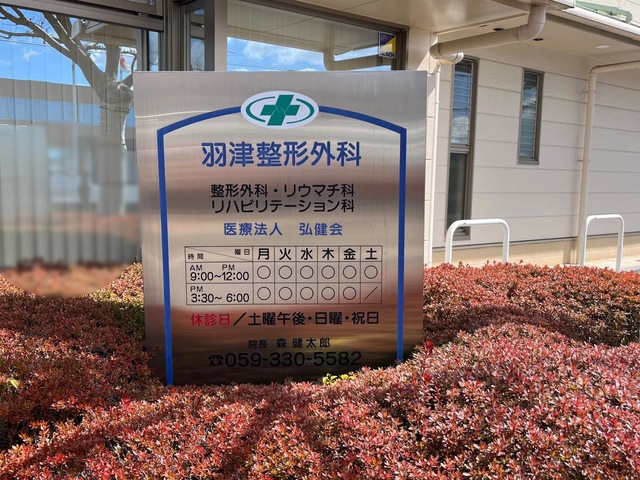 羽津整形外科
整形外科・リウマチ科
リハビリテーション科
医療法人 弘健会
時間 曜日 月 火 水 木 金 土
AM 9:00〜PM 12:00 ○ ○ ○ ○ ○ ○
PM 3:30〜6:00 ○ ○ ○ ○ ○ ／
休診日／土曜午後・日曜・祝日
院長 森 健太郎
☎059-330-5582